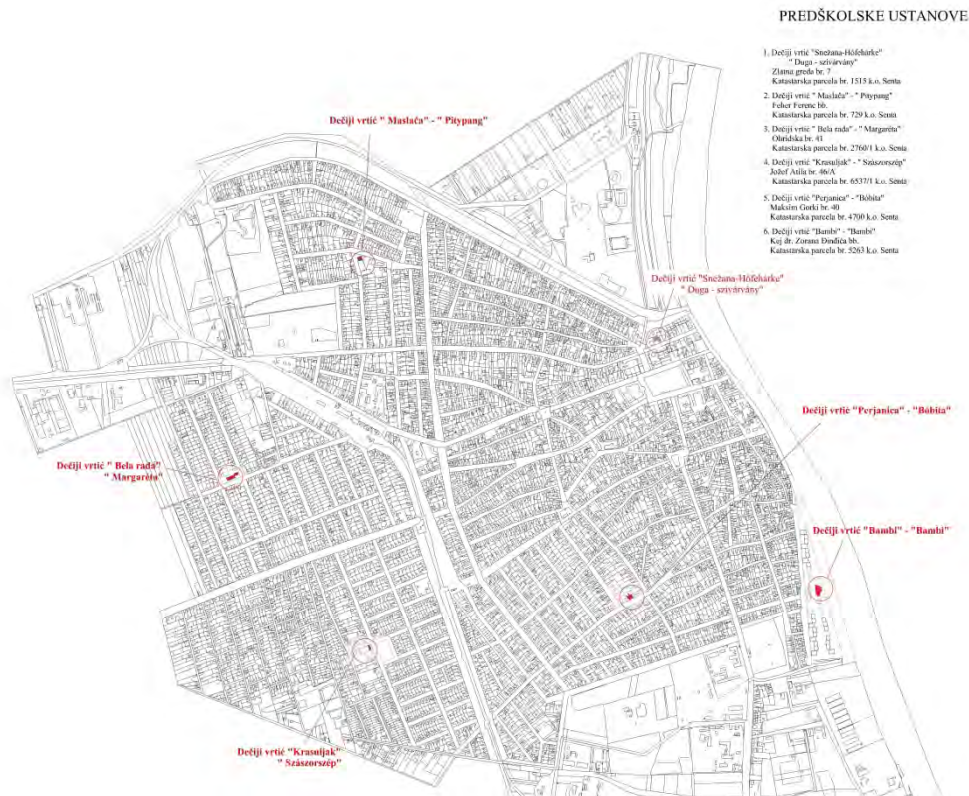 PREDŠKOLSKE USTANOVE
1. Dečiji vrtić "Snežana-Hófehérke"
" Duga - szivárvány"
Zlatna greda br. 7
Katastarska parcela br. 1515 k.o. Senta
2. Dečiji vrtić " Maslača" - " Pitypang"
Feher Ferenc bb.
Katastarska parcela br. 729 k.o. Senta
3. Dečiji vrtić " Bela rada" - " Margaréta"
Ohridska br. 41
Katastarska parcela br. 2760/1 k.o. Senta
4. Dečiji vrtić "Krasuljak" - " Százszorszép"
Jožef Atila br. 46/A
Katastarska parcela br. 6537/1 k.o. Senta
5. Dečiji vrtić "Perjanica" - "Bóbita"
Maksim Gorki br. 40
Katastarska parcela br. 4700 k.o. Senta
6. Dečiji vrtić "Bambi" - "Bambi"
Kej dr. Zorana Đinđića bb.
Katastarska parcela br. 5263 k.o. Senta
Dečiji vrtić " Maslača" - " Pitypang"
Dečiji vrtić "Snežana-Hófehérke"
" Duga - szivárvány"
Dečiji vrtić "Perjanica" - "Bóbita"
Dečiji vrtić " Bela rada"
" Margaréta"
Dečiji vrtić "Bambi" - "Bambi"
Dečiji vrtić "Krasuljak"
" Szászorszép"